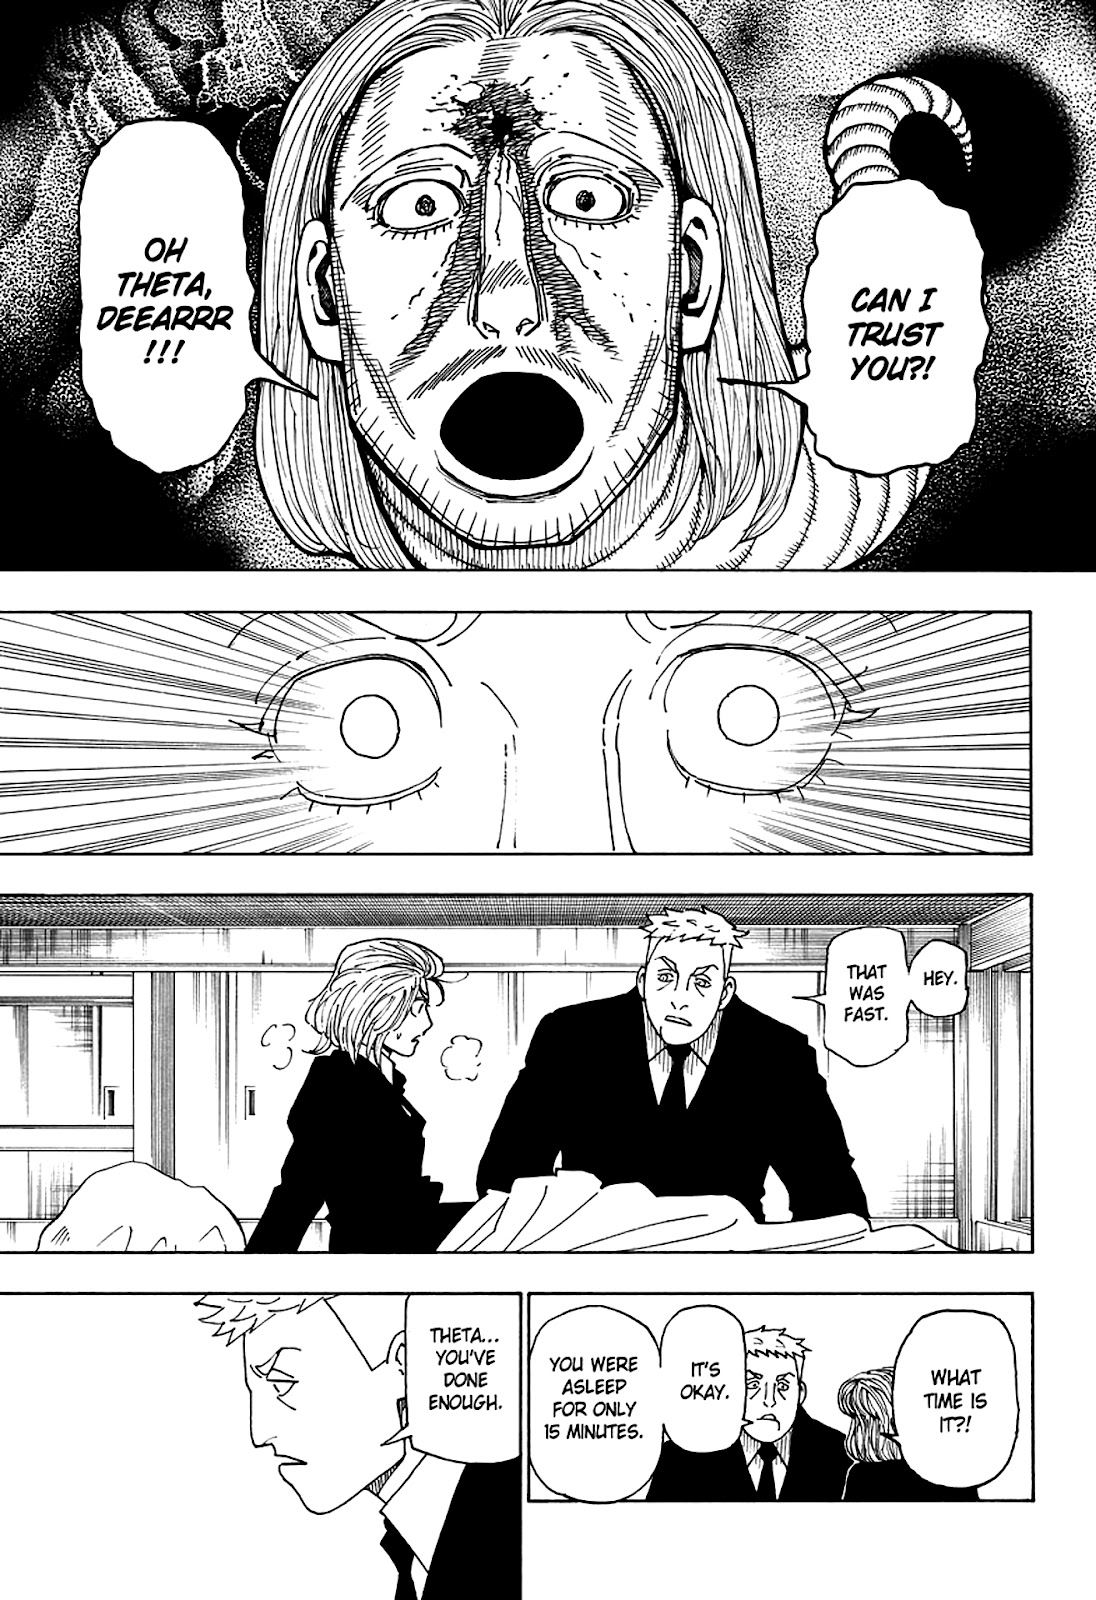 CAN I
TRUST
YOU?!
OH
THETA,
DEEARRR
!!!
HEY.
THAT
WAS
FAST.
WHAT
TIME IS
IT?!
IT'S
OKAY.
YOU WERE
ASLEEP
FOR ONLY
15 MINUTES.
THETA...
YOU'VE
DONE
ENOUGH.